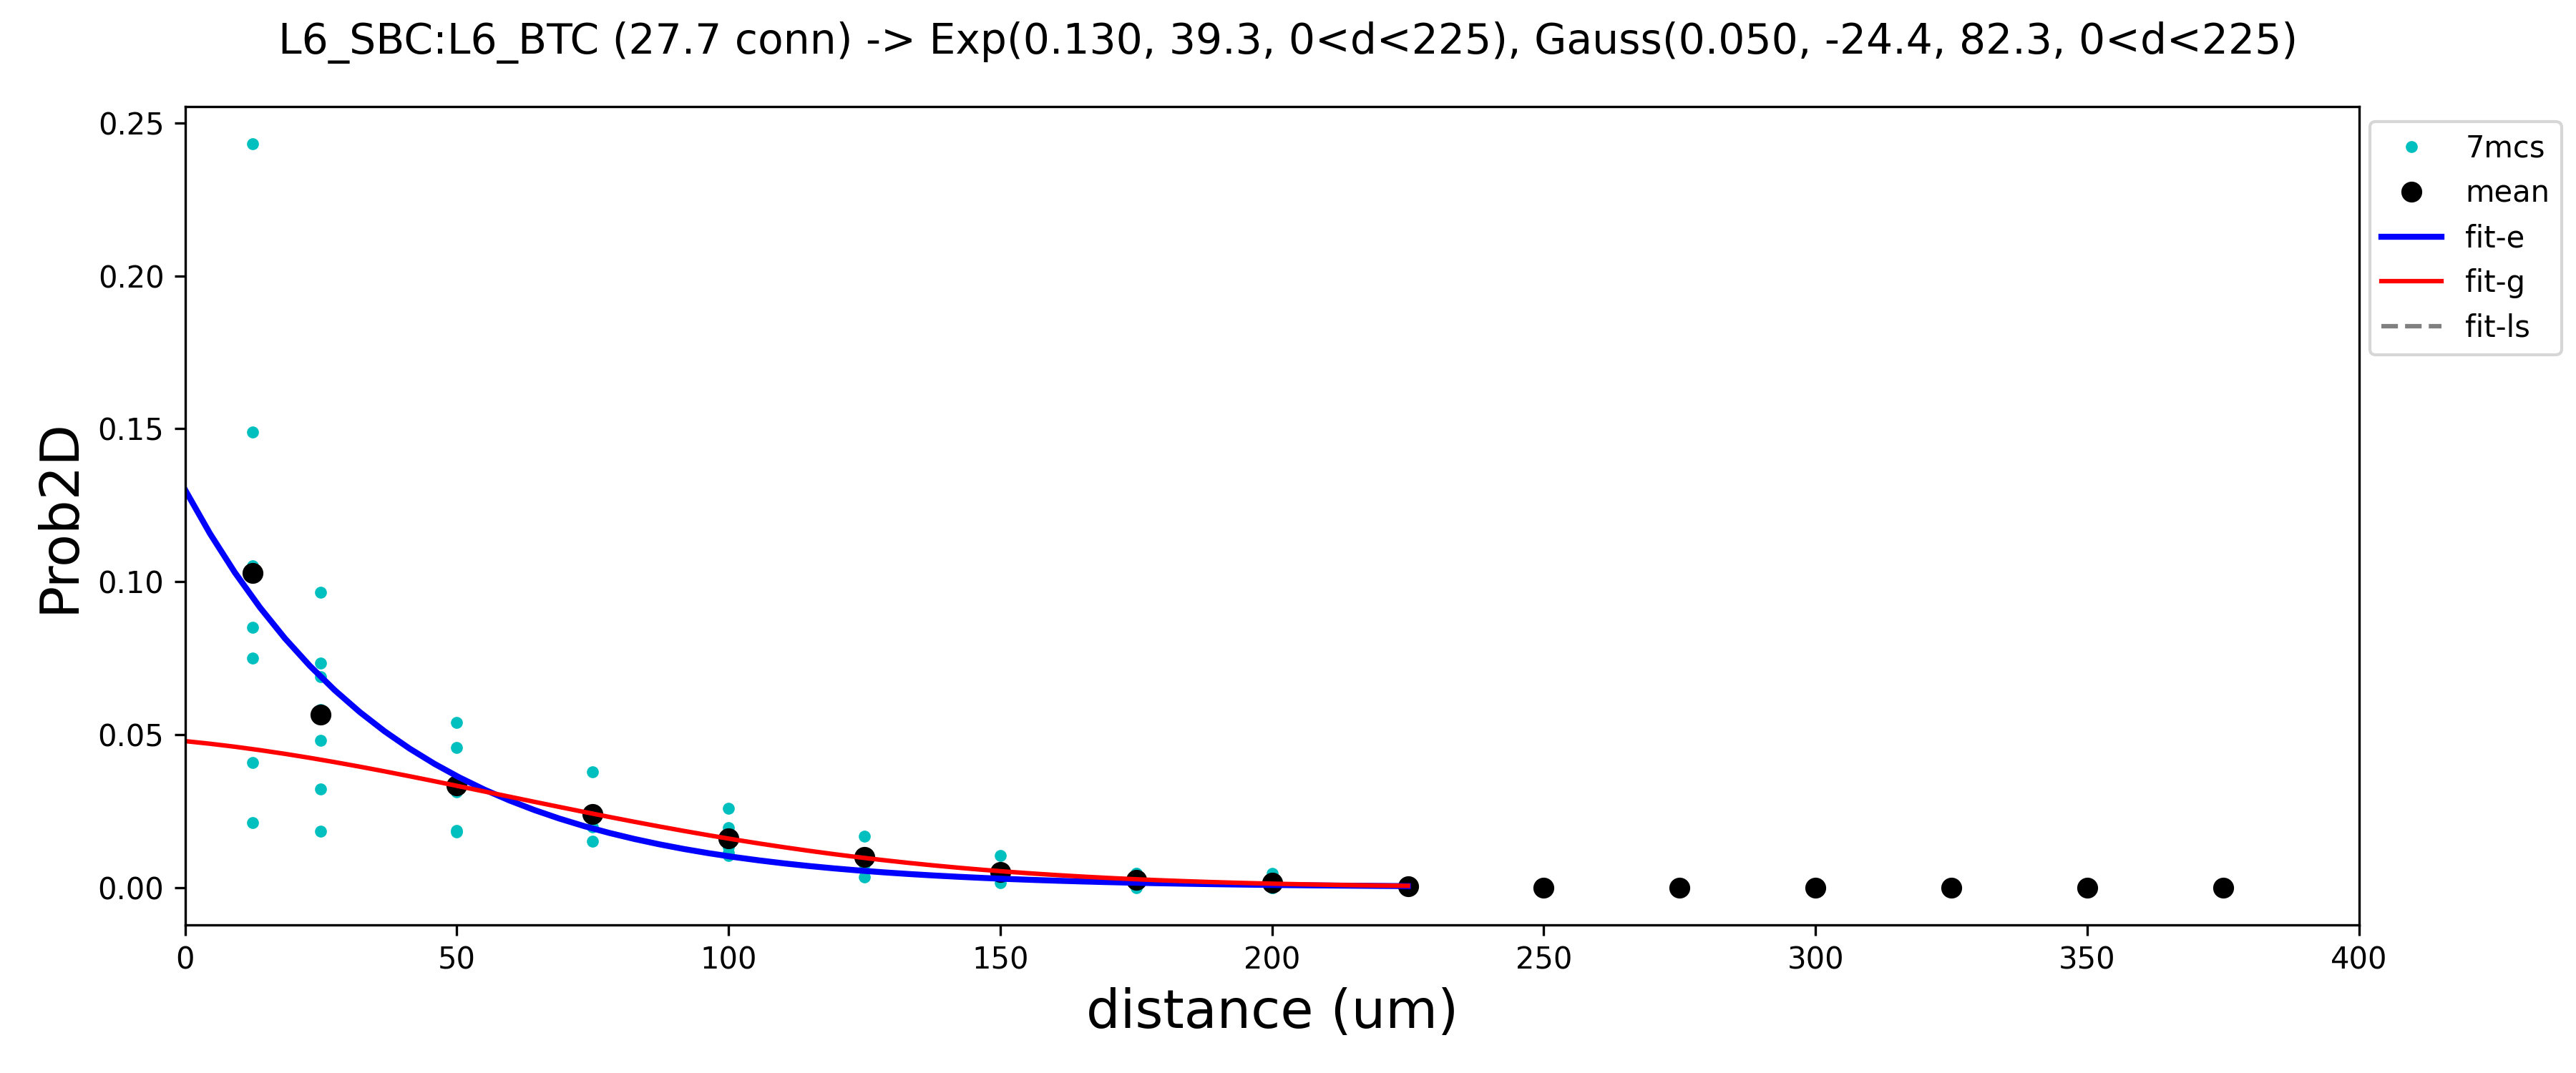 L6_SBC:L6_BTC (27.7 conn) -> Exp(0.130, 39.3, 0<d<225), Gauss(0.050, -24.4, 82.3, 0<d<225)
0.25
0.20
0.15
0.10
0.05
0.00
Prob2D
0 50 100 150 200 250 300 350 400
distance (um)
7mcs
mean
fit-e
fit-g
fit-ls